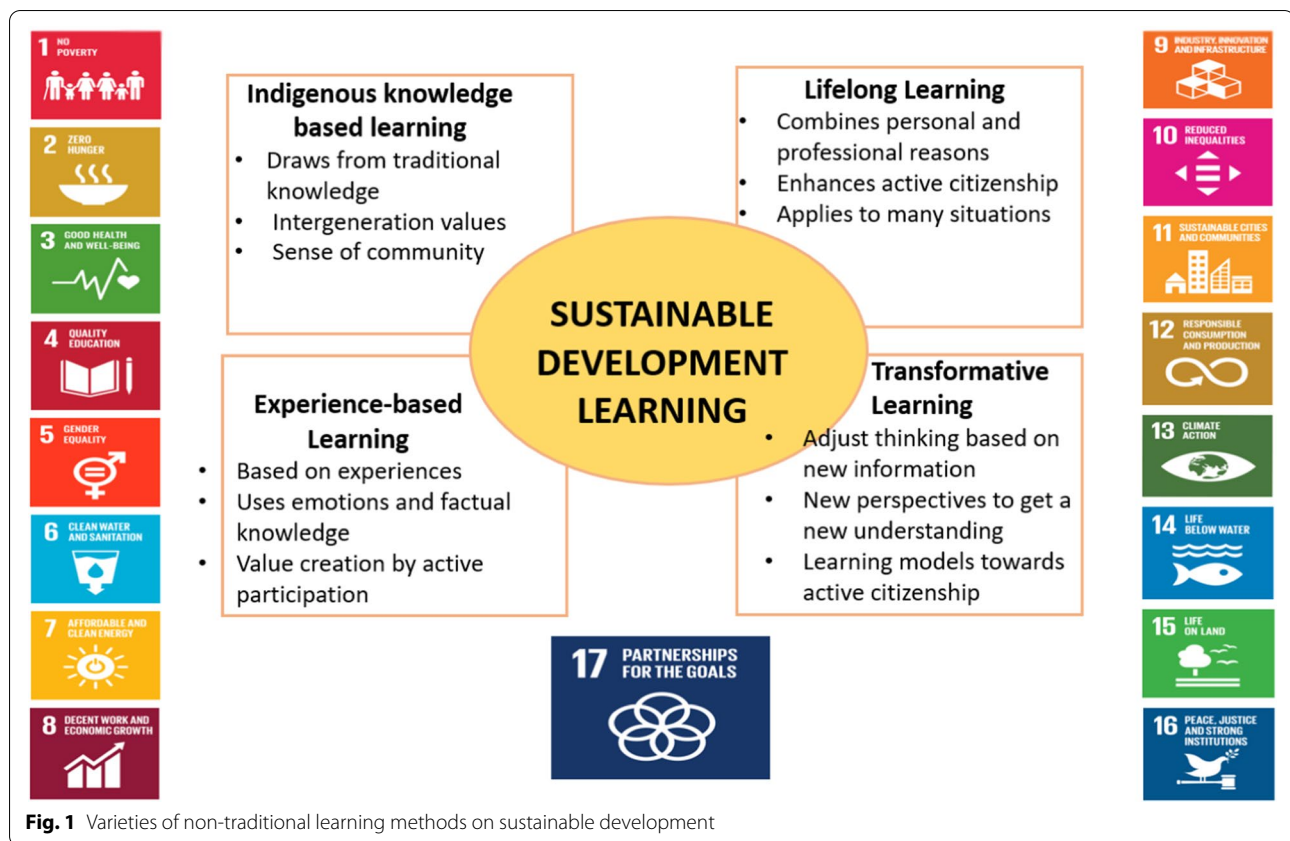 1 NO
POVERTY
2 ZERO
HUNGER
3 GOOD HEALTH
AND WELL-BEING
4 QUALITY
EDUCATION
5 GENDER
EQUALITY
6 CLEAN WATER
AND SANITATION
7 AFFORDABLE AND
CLEAN ENERGY
8 DECENT WORK AND
ECONOMIC GROWTH
Indigenous knowledge
based learning
• Draws from traditional
knowledge
• Intergeneration values
• Sense of community
Lifelong Learning
• Combines personal and
professional reasons
• Enhances active citizenship
• Applies to many situations
SUSTAINABLE
DEVELOPMENT
LEARNING
Experience-based
Learning
• Based on experiences
• Uses emotions and factual
knowledge
• Value creation by active
participation
Transformative
Learning
• Adjust thinking based on
new information
• New perspectives to get a
new understanding
• Learning models towards
active citizenship
17 PARTNERSHIPS
FOR THE GOALS
9 INDUSTRY, INNOVATION
AND INFRASTRUCTURE
10 REDUCED
INEQUALITIES
11 SUSTAINABLE CITIES
AND COMMUNITIES
12 RESPONSIBLE
CONSUMPTION
AND PRODUCTION
13 CLIMATE
ACTION
14 LIFE
BELOW WATER
15 LIFE
ON LAND
16 PEACE, JUSTICE
AND STRONG
INSTITUTIONS
Fig. 1 Varieties of non-traditional learning methods on sustainable development